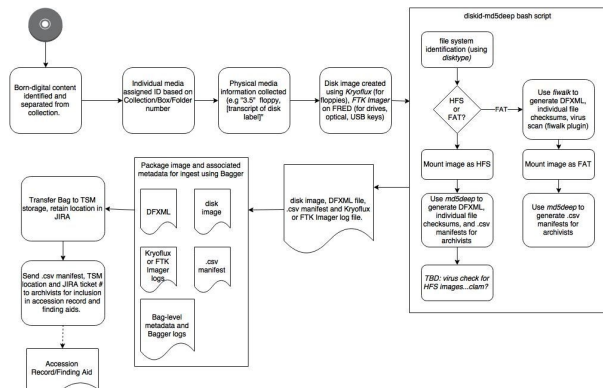 diskid-md5deep bash script
Born-digital content
identified and
separated from
collection.
Individual media
assigned ID based on
Collection/Box/Folder
number
Physical media
information collected
(e.g "3.5" floppy,
[transcript of disk
label]"
Disk image created
using Kryoflux (for
floppies), FTK Imager
on FRED (for drives,
optical, USB keys)
file system
identification (using
disktype)
HFS
or
FAT?
FAT
Use fiwalk to
generate DFXML,
individual file
checksums, virus
scan (fiwalk plugin)
Mount image as HFS
Mount image as FAT
Use md5deep to
generate DFXML,
individual file
checksums, and .csv
manifests for
archivists
Use md5deep to
generate .csv
manifests for
archivists
TBD: virus check for
HFS images...clam?
disk image, DFXML file,
.csv manifest and Kryoflux
or FTK Imager log file.
Package image and associated
metadata for ingest using Bagger
DFXML
disk
image
Kryoflux
or FTK
Imager
logs
.csv
manifest
Bag-level
metadata and
Bagger logs
Transfer Bag to TSM
storage, retain location in
JIRA
Send .csv manifest, TSM
location and JIRA ticket #
to archivists for inclusion
in accession record and
finding aids.
Accession
Record/Finding Aid